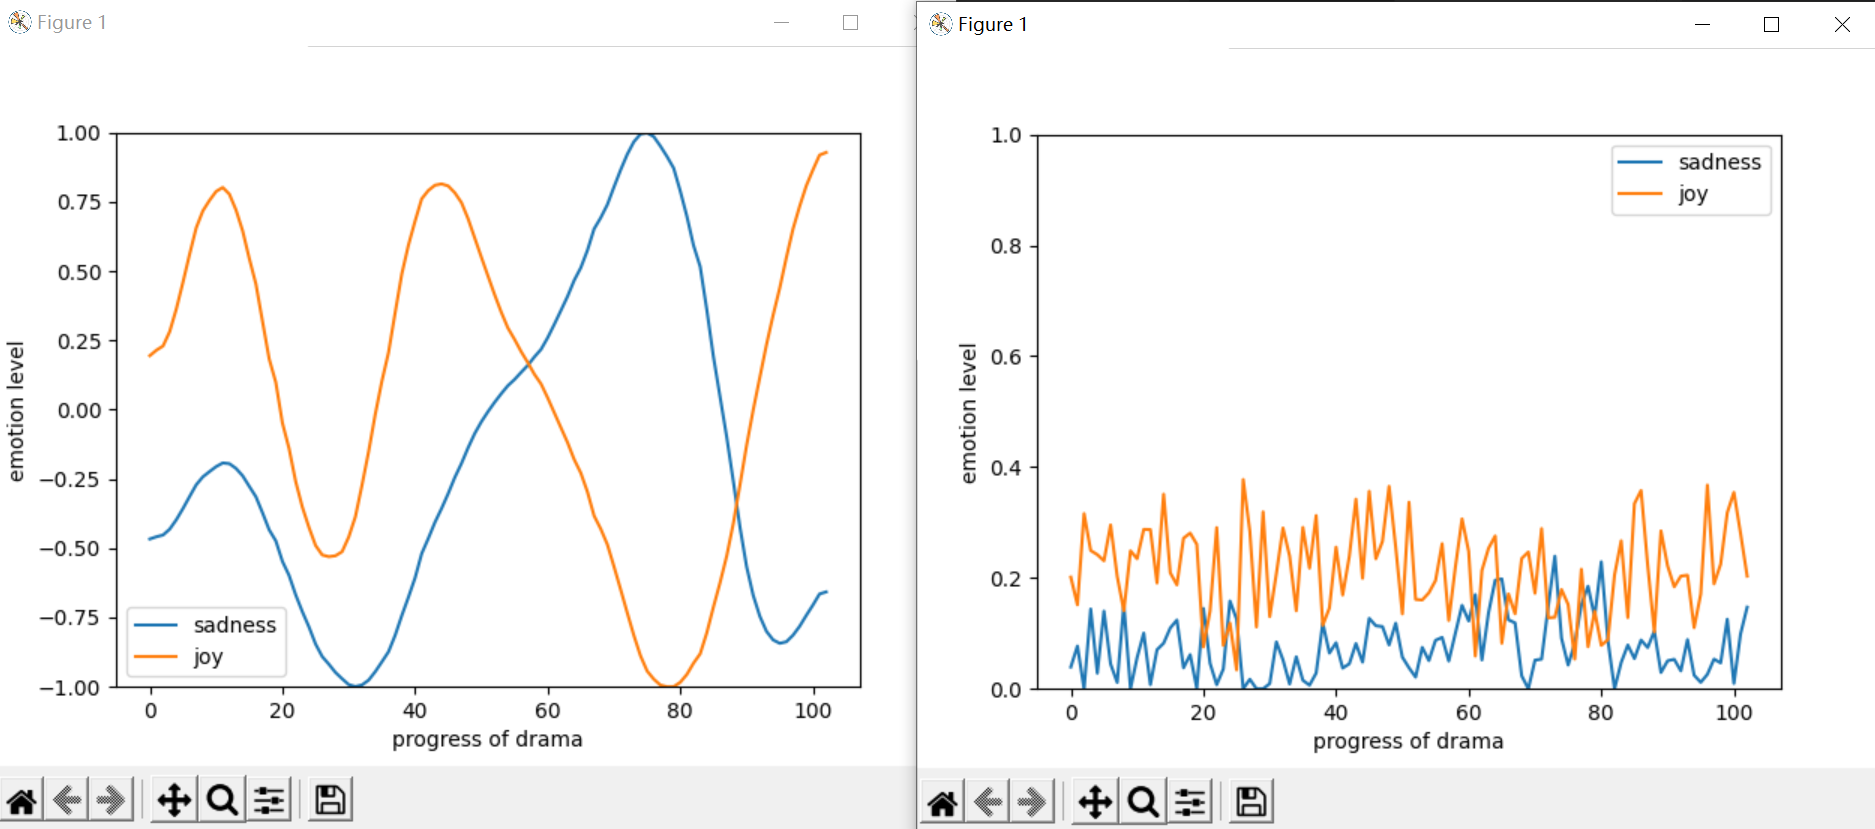 Figure 1
1.00
0.75
0.50
0.25
0.00
−0.25
−0.50
−0.75
−1.00
emotion level
sadness
joy
0 20 40 60 80 100
progress of drama
Figure 1
1.0
0.8
0.6
0.4
0.2
0.0
emotion level
sadness
joy
0 20 40 60 80 100
progress of drama